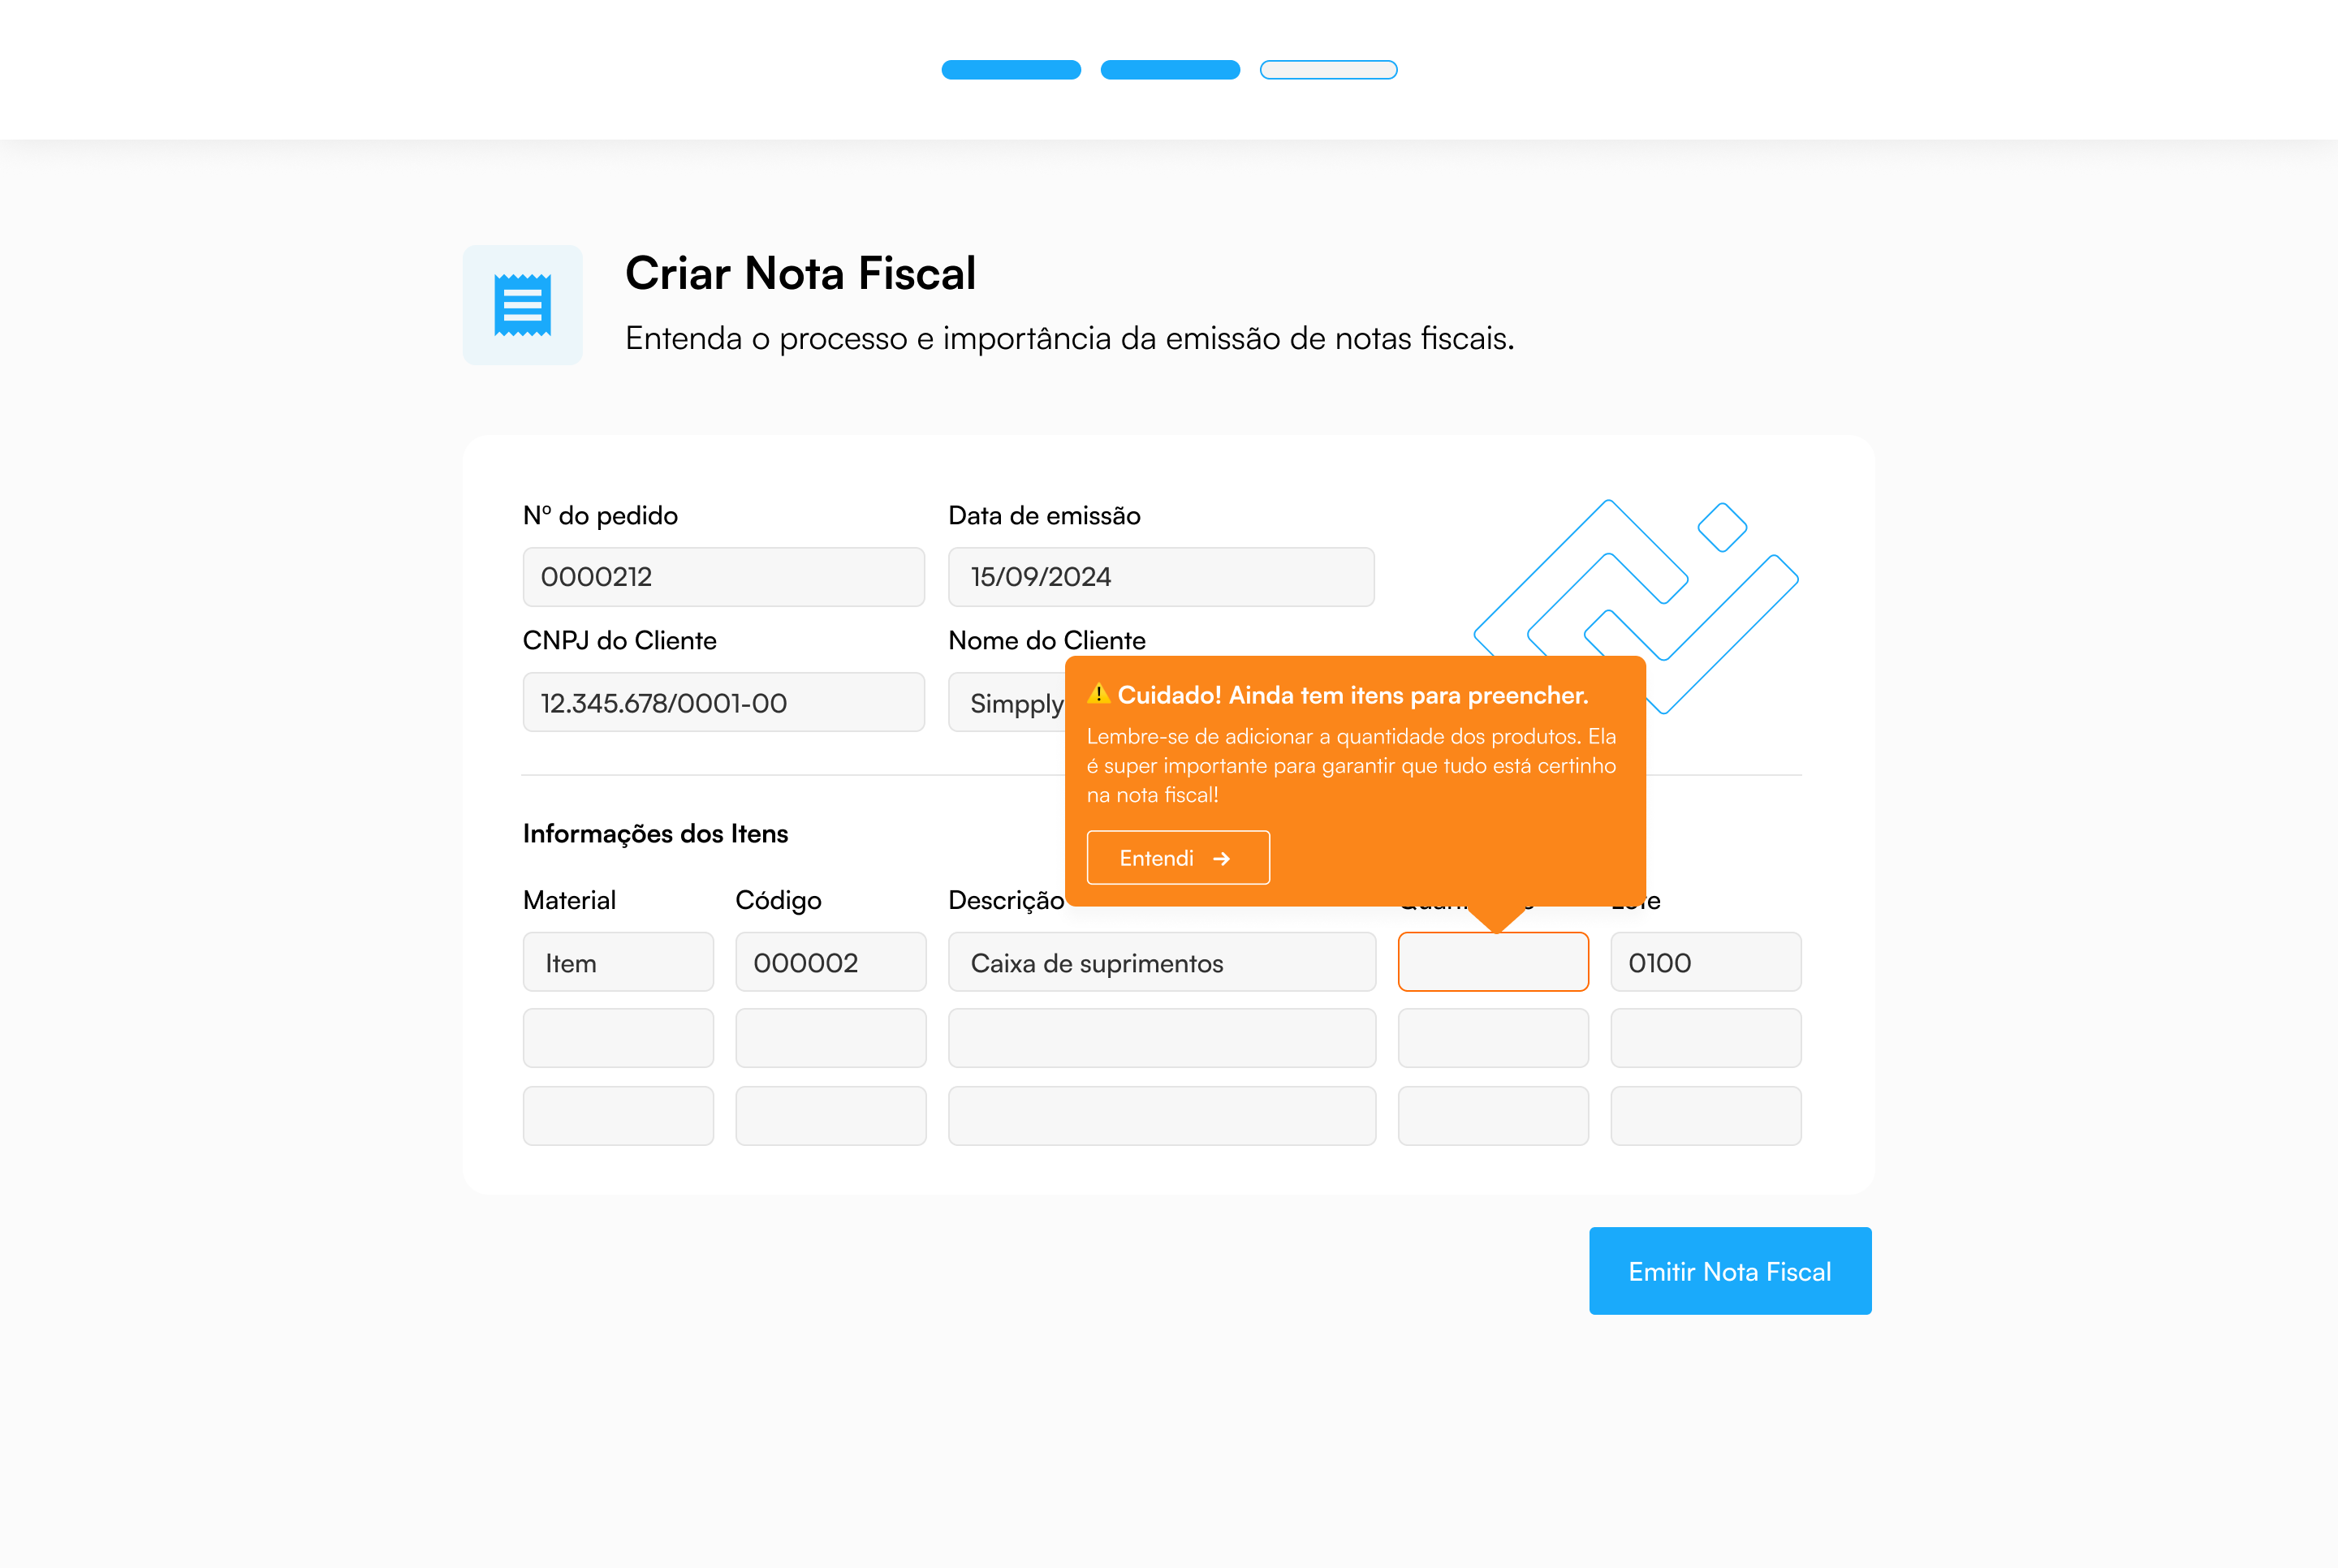 Criar Nota Fiscal
Entenda o processo e importância da emissão de notas fiscais.
Nº do pedido
Data de emissão
0000212
15/09/2024
CNPJ do Cliente
Nome do Cliente
12.345.678/0001-00
Simpply
⚠️ Cuidado! Ainda tem itens para preencher.
Lembre-se de adicionar a quantidade dos produtos. Ela
é super importante para garantir que tudo está certinho
na nota fiscal!
Entendi →
Informações dos Itens
Material
Código
Descrição
Item
000002
Caixa de suprimentos
0100
Emitir Nota Fiscal